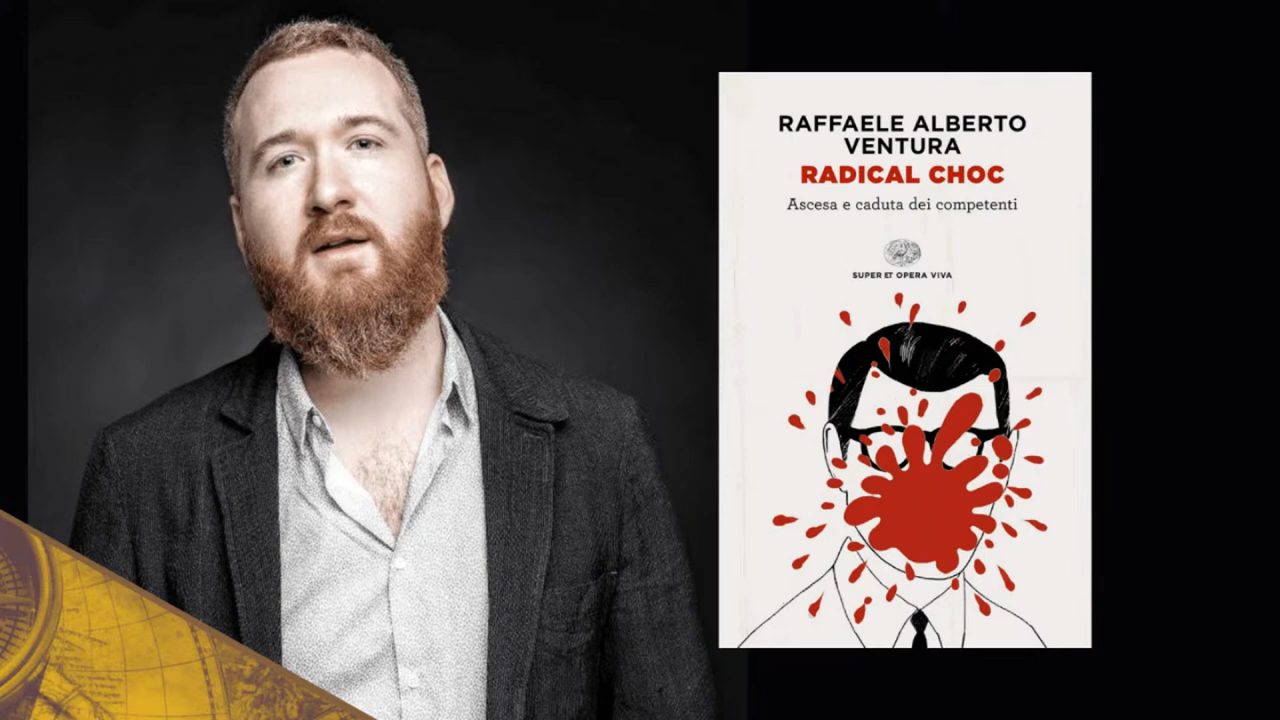 RAFFAELE ALBERTO
VENTURA
RADICAL CHOC
Ascesa e caduta dei competenti
SUPER ET OPERA VIVA